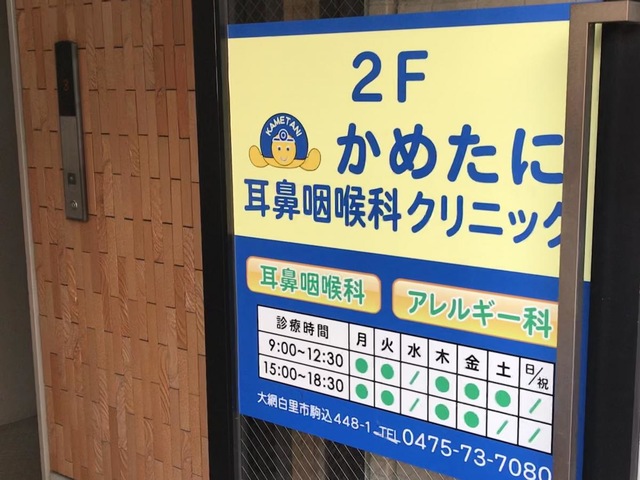 2F
KAMETANI
かめたに
耳鼻咽喉科クリニック
耳鼻咽喉科
アレルギー科
診療時間 月 火 水 木 金 土 日/祝
9:00~12:30 ● ● / ● ● ● /
15:00~18:30 ● ● / ● ● / /
大網白里市駒込448-1 TEL 0475-73-7080